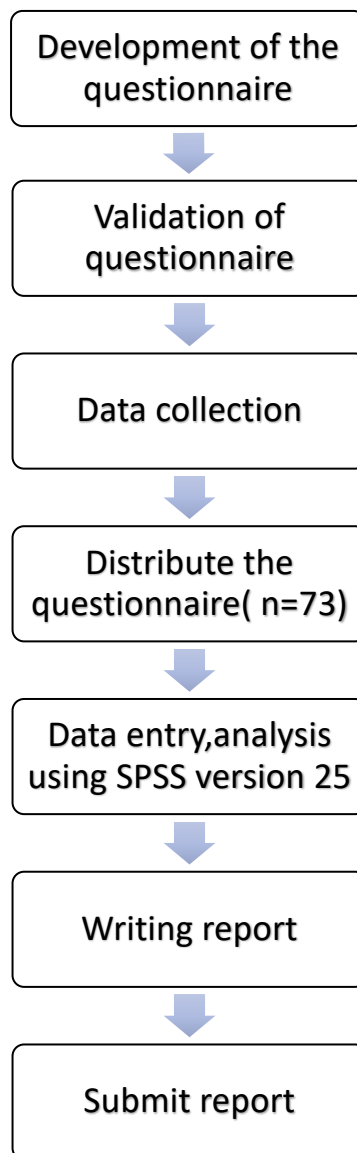 Development of the
questionnaire
Validation of
questionnaire
Data collection
Distribute the
questionnaire( n=73)
Data entry,analysis
using SPSS version 25
Writing report
Submit report